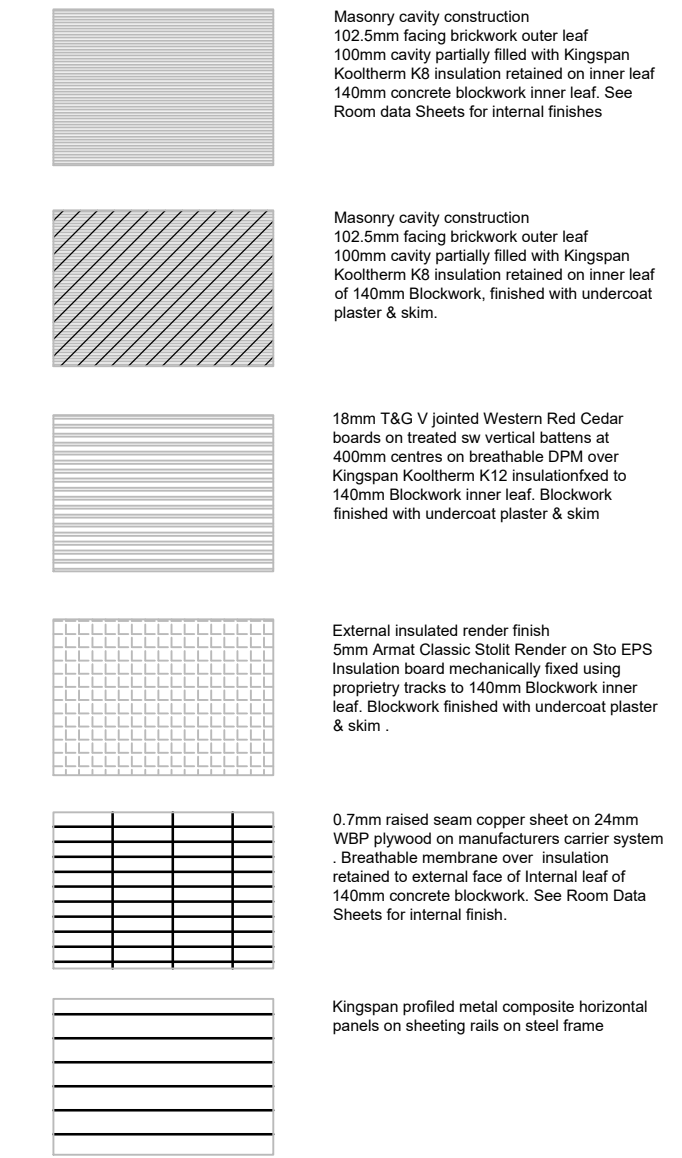 Masonry cavity construction
102.5mm facing brickwork outer leaf
100mm cavity partially filled with Kingspan
Kooltherm K8 insulation retained on inner leaf
140mm concrete blockwork inner leaf. See
Room data Sheets for internal finishes
Masonry cavity construction
102.5mm facing brickwork outer leaf
100mm cavity partially filled with Kingspan
Kooltherm K8 insulation retained on inner leaf
of 140mm Blockwork, finished with undercoat
plaster & skim.
18mm T&G V jointed Western Red Cedar
boards on treated sw vertical battens at
400mm centres on breathable DPM over
Kingspan Kooltherm K12 insulationfxed to
140mm Blockwork inner leaf. Blockwork
finished with undercoat plaster & skim
External insulated render finish
5mm Armat Classic Stolit Render on Sto EPS
Insulation board mechanically fixed using
proprietry tracks to 140mm Blockwork inner
leaf. Blockwork finished with undercoat plaster
& skim .
0.7mm raised seam copper sheet on 24mm
WBP plywood on manufacturers carrier system
. Breathable membrane over  insulation
retained to external face of Internal leaf of
140mm concrete blockwork. See Room Data
Sheets for internal finish.
Kingspan profiled metal composite horizontal
panels on sheeting rails on steel frame